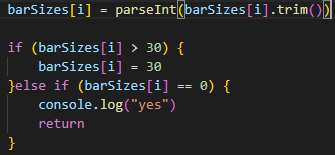 barSizes[i] = parseInt(barSizes[i].trim())
if (barSizes[i] > 30) {
barSizes[i] = 30
}else if (barSizes[i] == 0) {
console.log("yes")
return
}